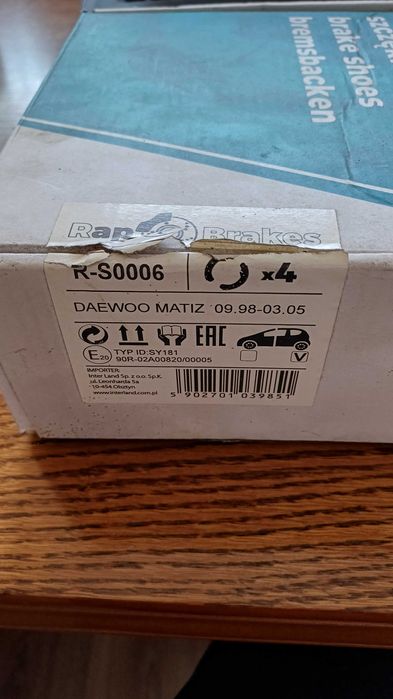 szczęki
brake shoes
bremsbacken
Rap Brakes
R-S0006
x4
DAEWOO MATIZ 09.98-03.05
EAC
E20
TYP ID:SY181
90R-02A00820/00005
IMPORTER:
Inter Land Sp. z o.o. Sp.K.
ul. Leonharda 5a
10-454 Olsztyn
www.interland.com.pl
5 902701 039851